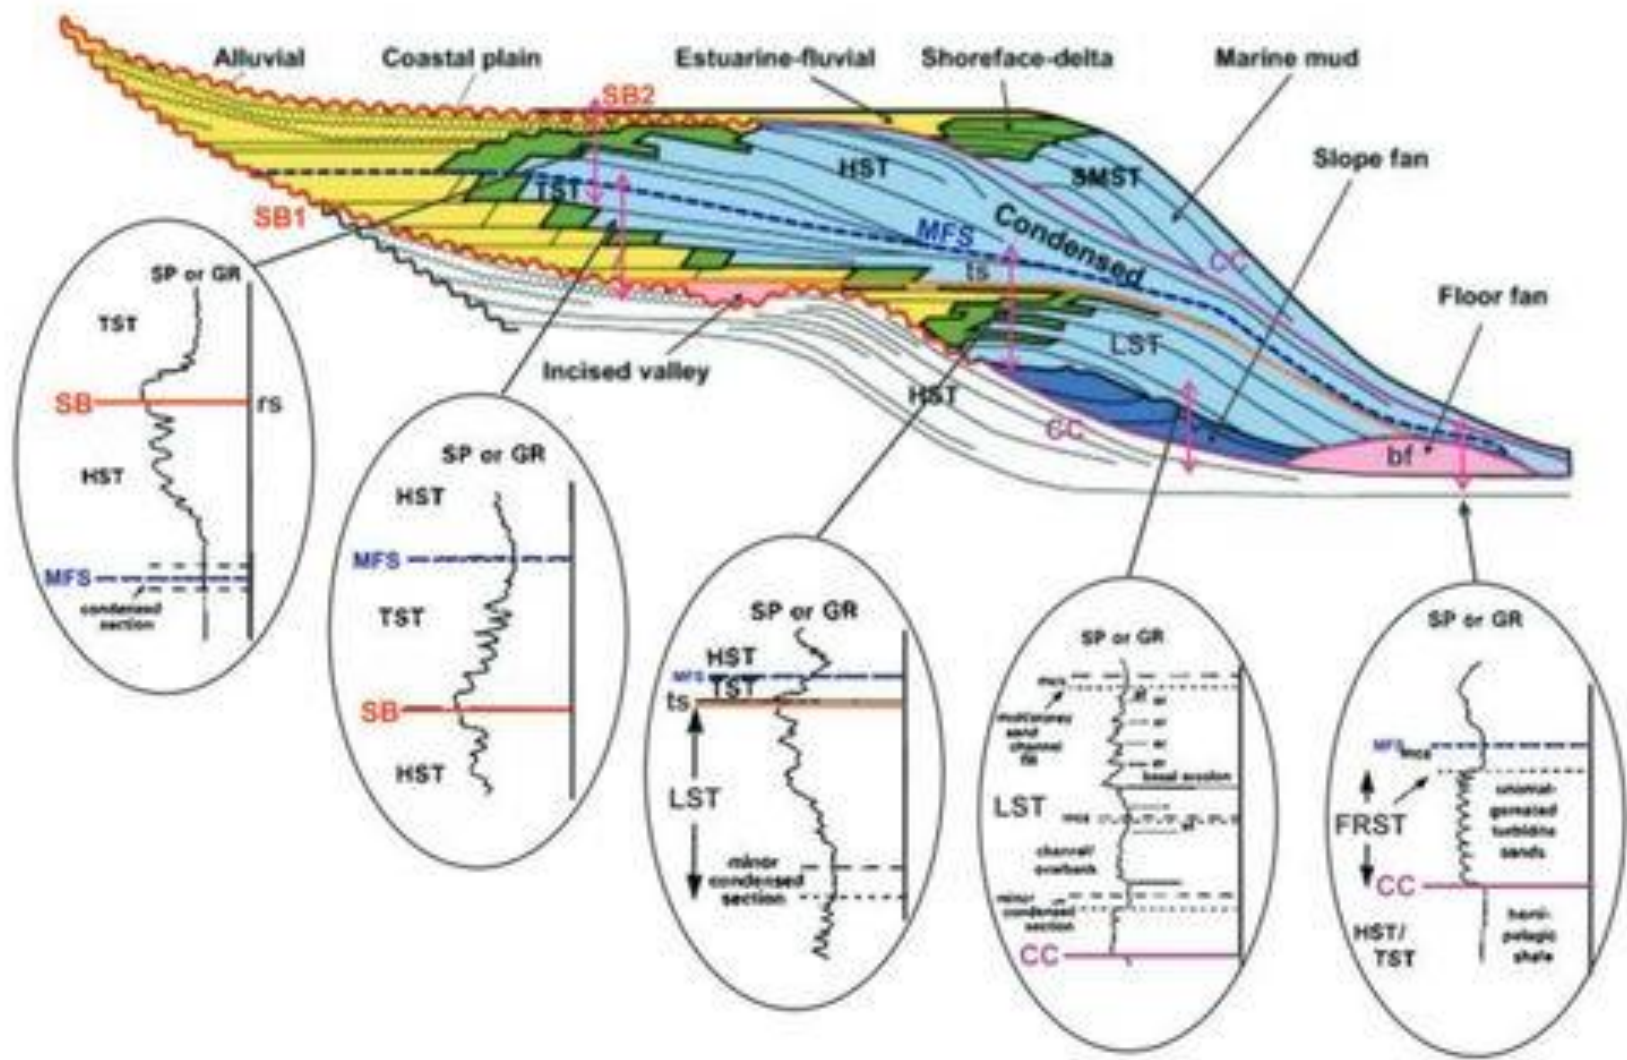 Alluvial
Coastal plain
Estuarine-fluvial
Shoreface-delta
Marine mud
SB2
Slope fan
HST
SMST
TST
SB1
MFS
Condensed
CC
ts
Floor fan
LST
Incised valley
HST
CC
bf
SP or GR
TST
SB
rs
HST
MFS
condensed
section
SP or GR
HST
MFS
TST
SB
HST
SP or GR
HST
MFS
TST
ts
LST
minor
condensed
section
SP or GR
sand
channel
fill
basal erosion
LST
channel/
overbank
minor
condensed
section
CC
SP or GR
MFS
FRST
turbidite
sands
CC
HST/
TST
hemi-
pelagic
shale